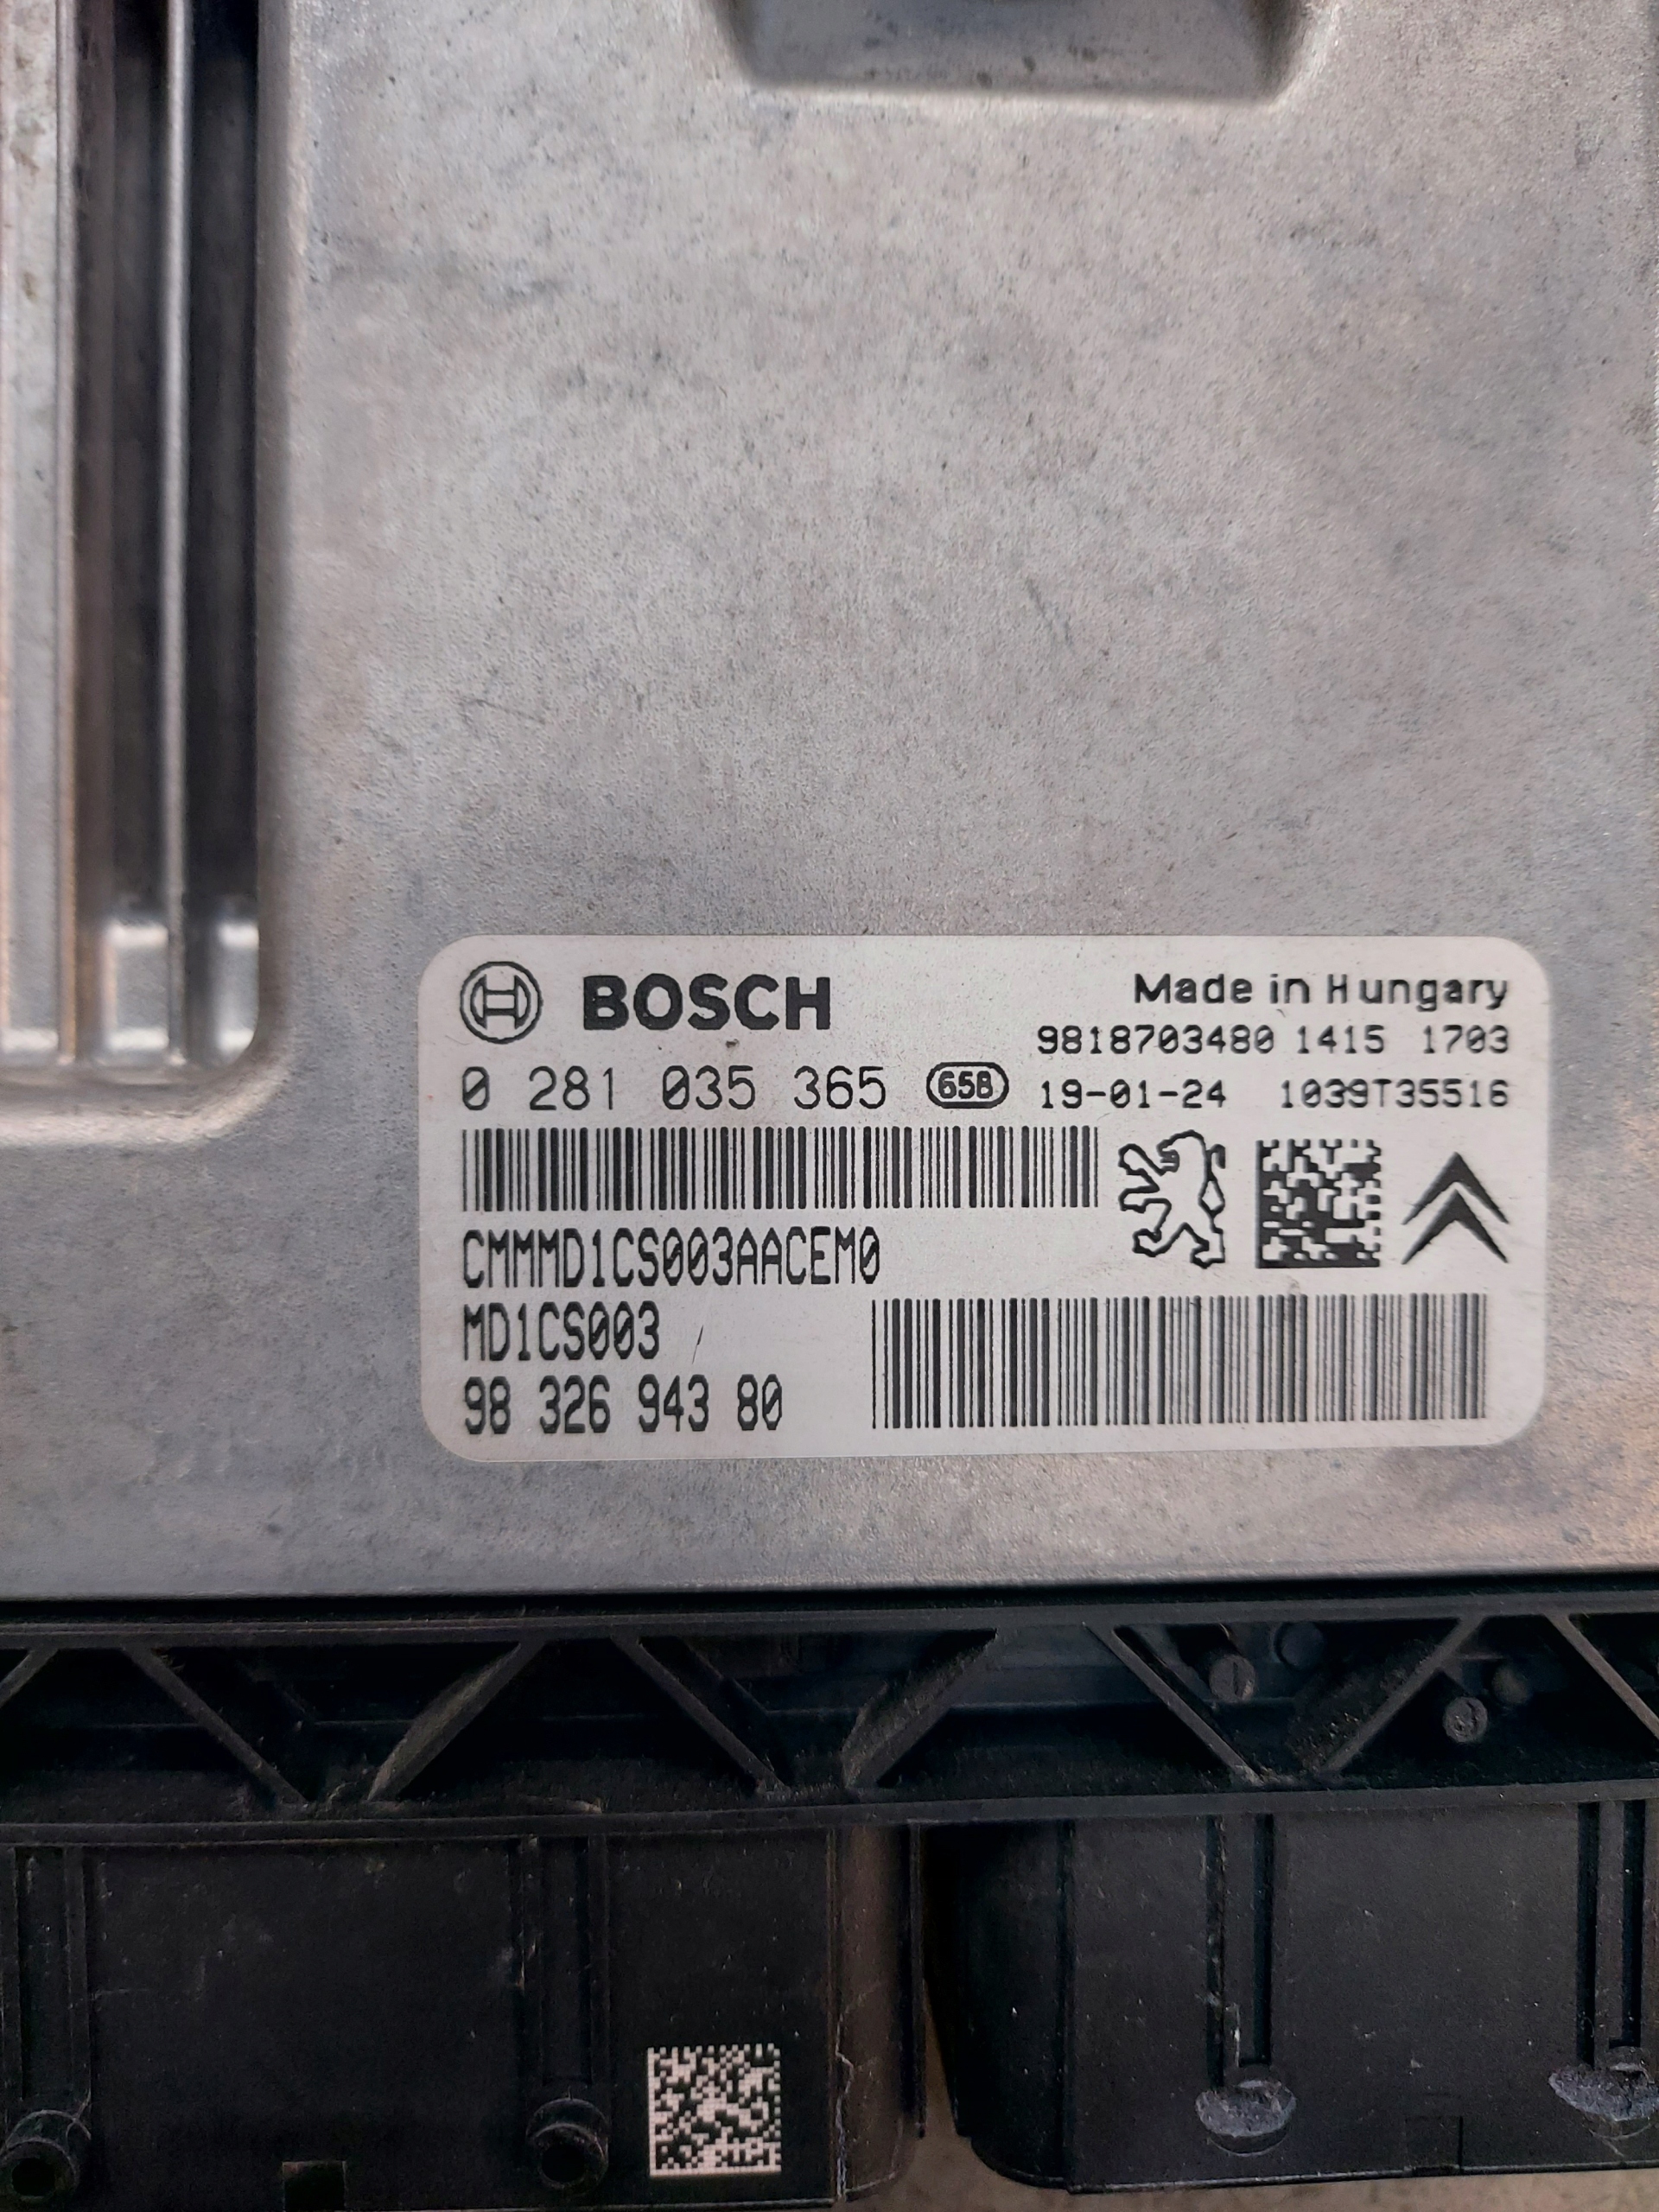 BOSCH
Made in Hungary
9818703480 1415 1703
0 281 035 365 65B 19-01-24 1039T35516
CMMMD1CS003AACEM0
MD1CS003
98 326 943 80